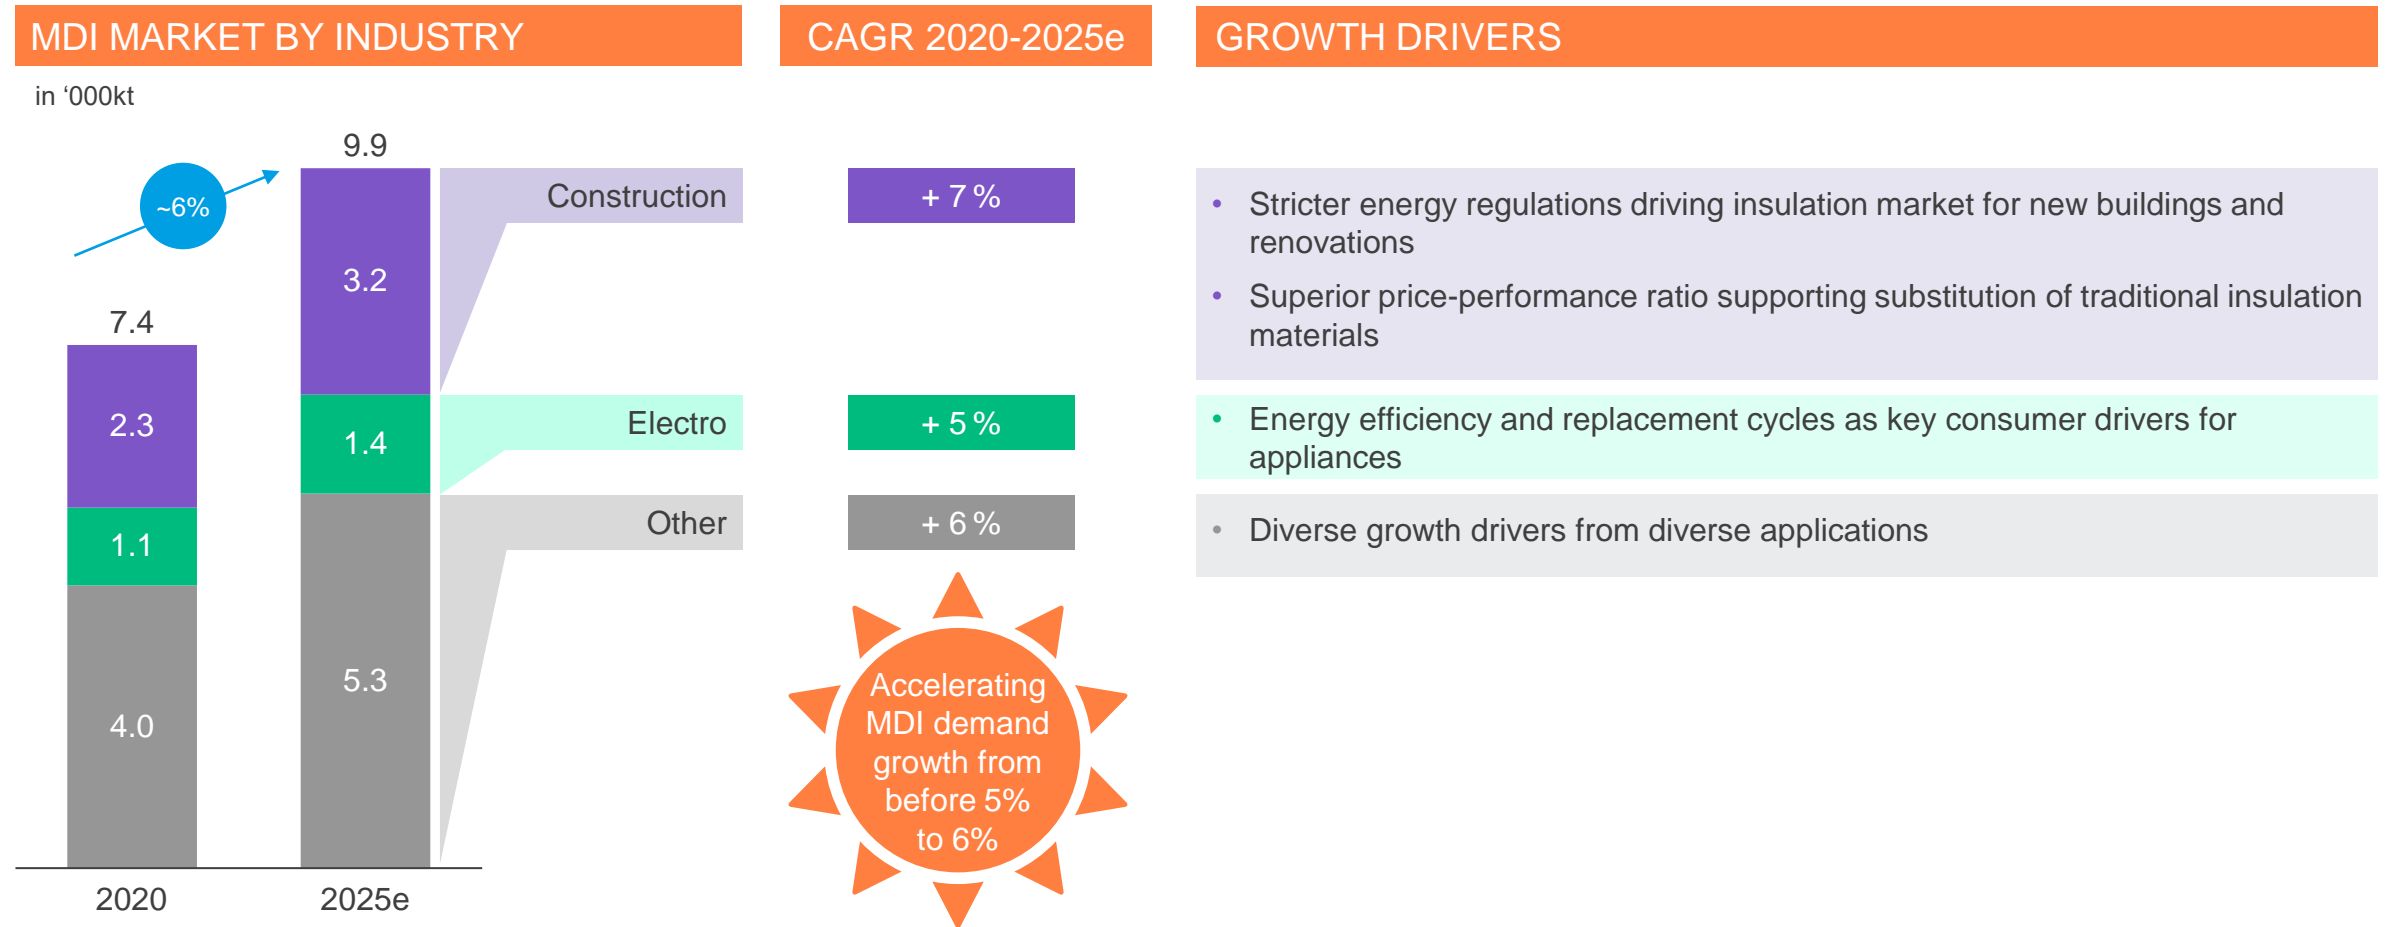 MDI MARKET BY INDUSTRY
CAGR 2020-2025e
GROWTH DRIVERS
in ‘000kt
9.9
~6%
7.4
3.2
2.3
1.4
1.1
5.3
4.0
2020
2025e
Construction
Electro
Other
+ 7 %
+ 5 %
+ 6 %
Accelerating
MDI demand
growth from
before 5%
to 6%
• Stricter energy regulations driving insulation market for new buildings and
renovations
• Superior price-performance ratio supporting substitution of traditional insulation
materials
• Energy efficiency and replacement cycles as key consumer drivers for
appliances
• Diverse growth drivers from diverse applications